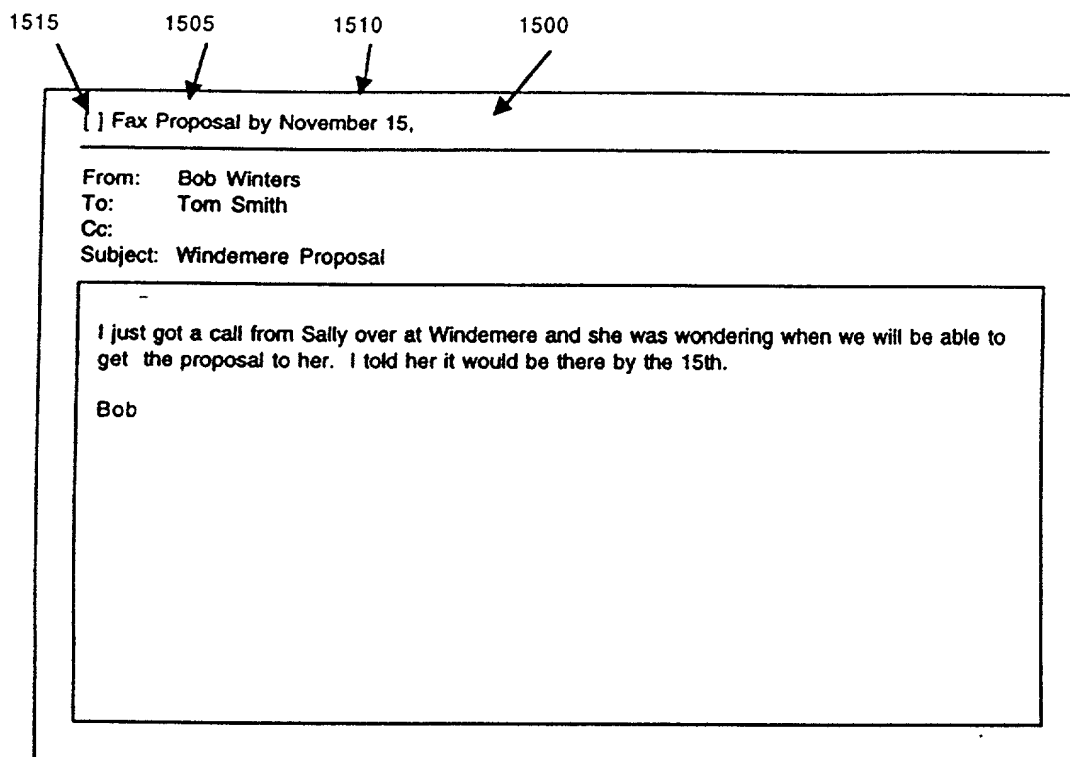 1515 1505 1510 1500
[ ] Fax Proposal by November 15,
From: Bob Winters
To: Tom Smith
Cc:
Subject: Windemere Proposal
I just got a call from Sally over at Windemere and she was wondering when we will be able to
get the proposal to her. I told her it would be there by the 15th.
Bob